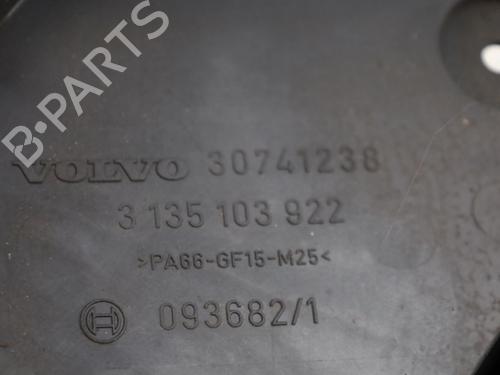 B-PARTS
VOLVO 30741238
3 135 103 922
>PA66-GF15-M25<
093682/1